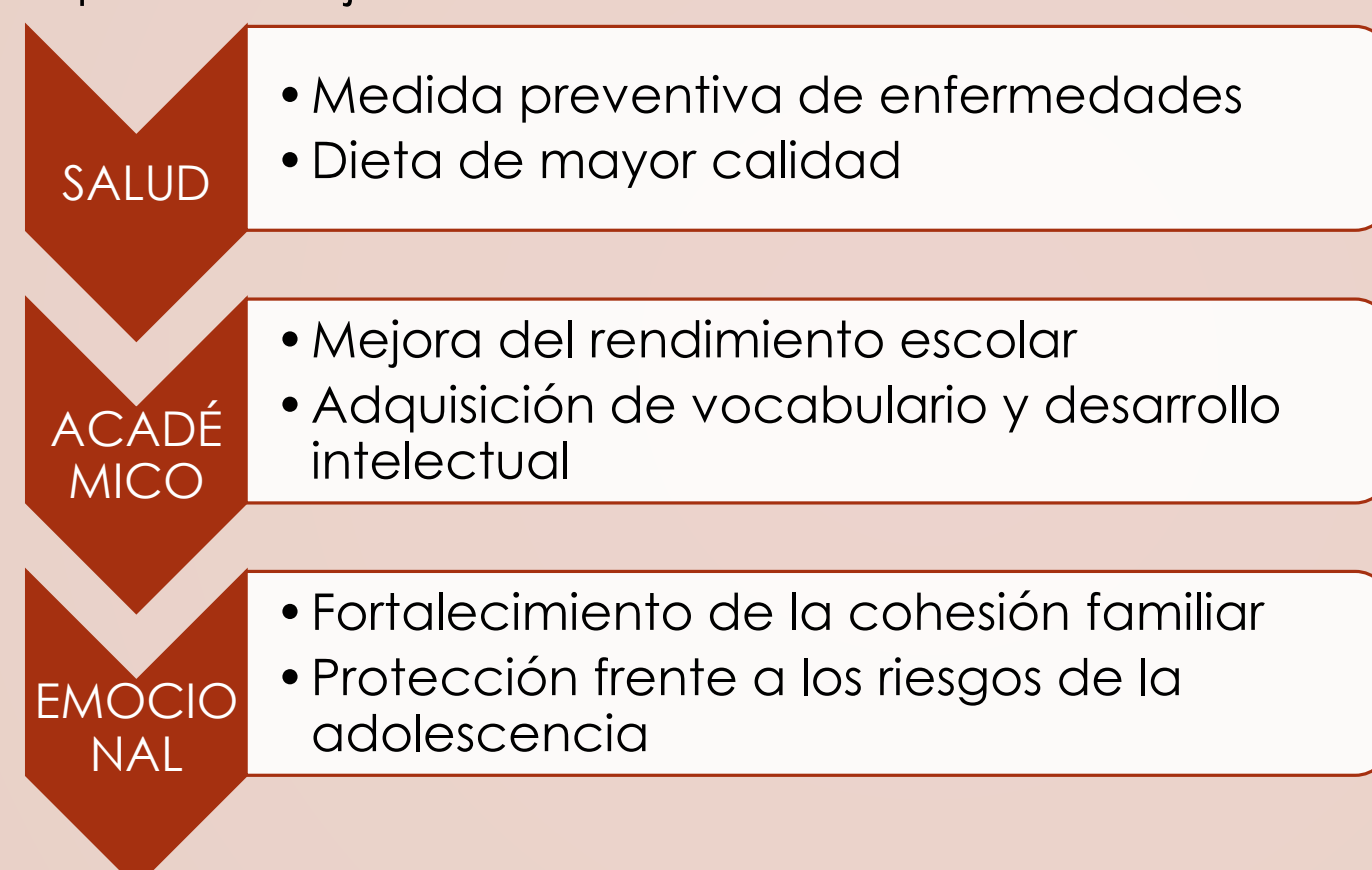 SALUD
• Medida preventiva de enfermedades
• Dieta de mayor calidad
ACADÉ
MICO
• Mejora del rendimiento escolar
• Adquisición de vocabulario y desarrollo
intelectual
EMOCIO
NAL
• Fortalecimiento de la cohesión familiar
• Protección frente a los riesgos de la
adolescencia